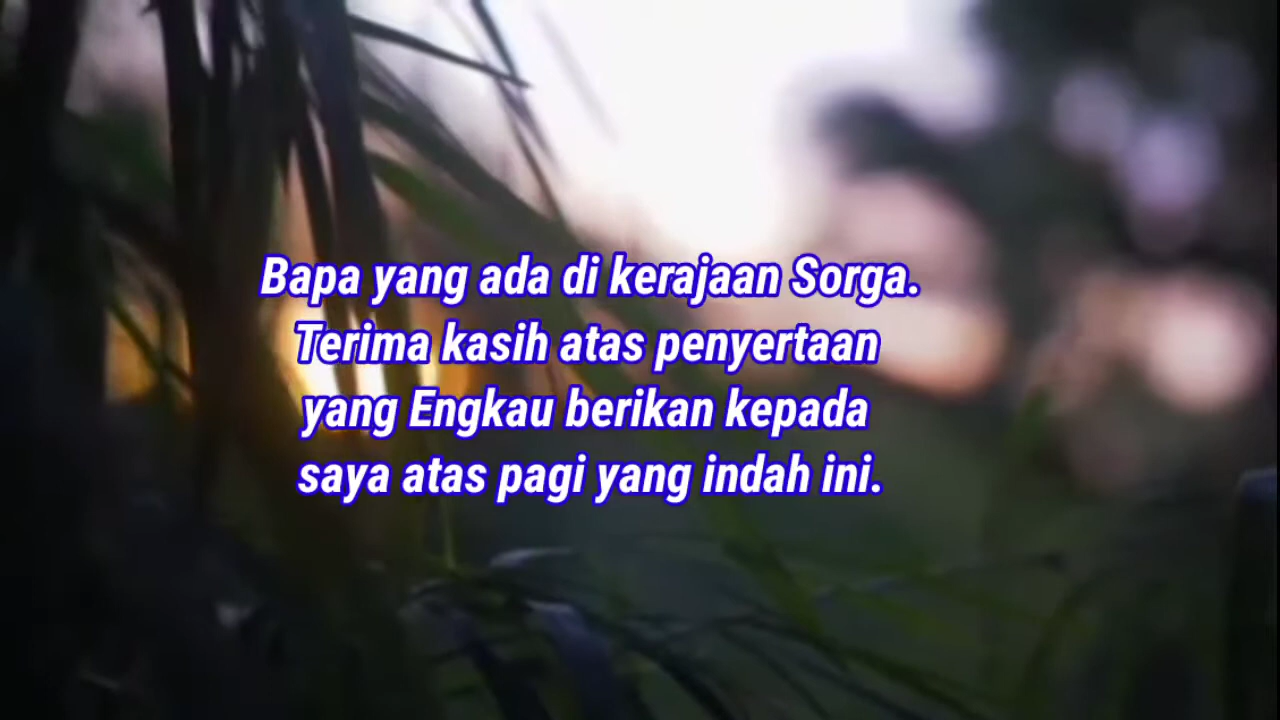 Bapa yang ada di kerajaan Sorga.
Terima kasih atas penyertaan
yang Engkau berikan kepada
saya atas pagi yang indah ini.